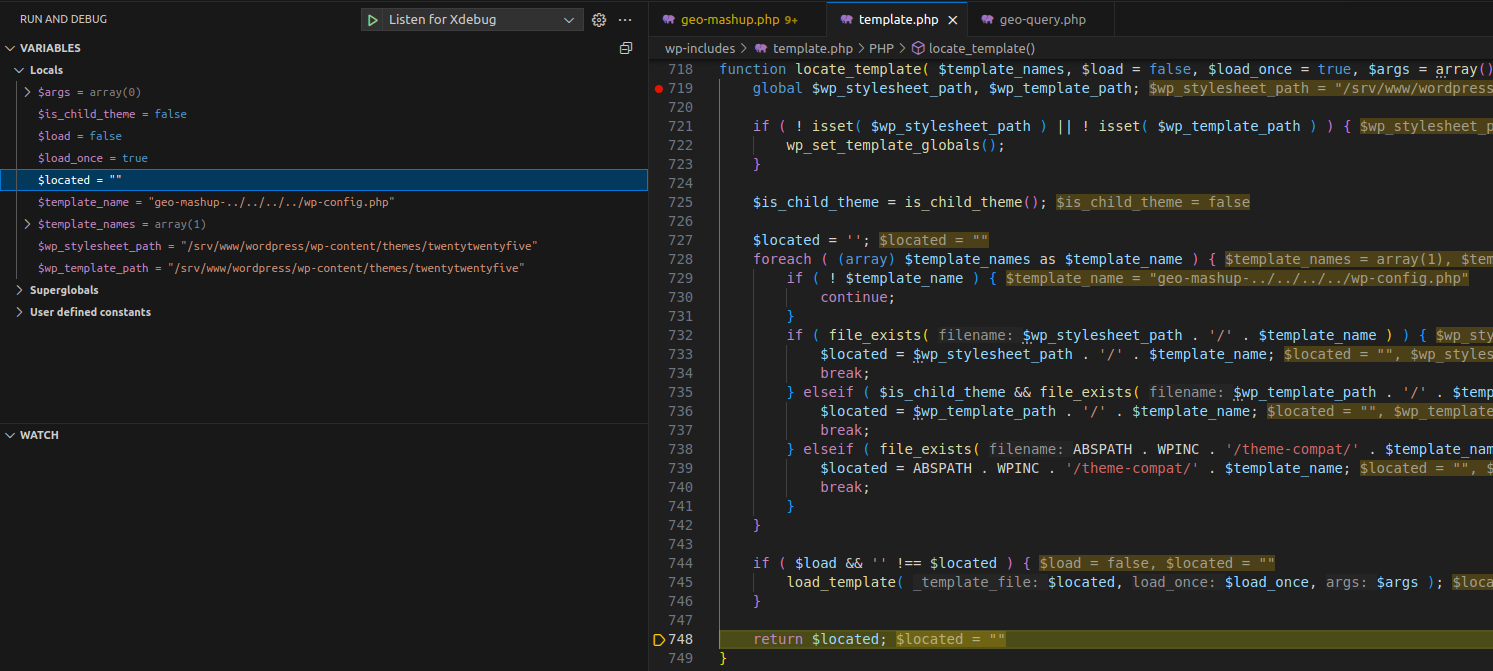 RUN AND DEBUG
Listen for Xdebug
VARIABLES
Locals
$args = array(0)
$is_child_theme = false
$load = false
$load_once = true
$located = ""
$template_name = "geo-mashup-../../../../wp-config.php"
$template_names = array(1)
$wp_stylesheet_path = "/srv/www/wordpress/wp-content/themes/twentytwentyfive"
$wp_template_path = "/srv/www/wordpress/wp-content/themes/twentytwentyfive"
Superglobals
User defined constants
WATCH
geo-mashup.php 9+ template.php geo-query.php
wp-includes > template.php > PHP > locate_template()
718 function locate_template( $template_names, $load = false, $load_once = true, $args = array()
719 global $wp_stylesheet_path, $wp_template_path; $wp_stylesheet_path = "/srv/www/wordpress
720
721 if ( ! isset( $wp_stylesheet_path ) || ! isset( $wp_template_path ) ) { $wp_stylesheet_p
722 wp_set_template_globals();
723 }
724
725 $is_child_theme = is_child_theme(); $is_child_theme = false
726
727 $located = ''; $located = ""
728 foreach ( (array) $template_names as $template_name ) { $template_names = array(1), $tem
729 if ( ! $template_name ) { $template_name = "geo-mashup-../../../../wp-config.php"
730 continue;
731 }
732 if ( file_exists( filename: $wp_stylesheet_path . '/' . $template_name ) ) { $wp_sty
733 $located = $wp_stylesheet_path . '/' . $template_name; $located = "", $wp_styles
734 break;
735 } elseif ( $is_child_theme && file_exists( filename: $wp_template_path . '/' . $temp
736 $located = $wp_template_path . '/' . $template_name; $located = "", $wp_template
737 break;
738 } elseif ( file_exists( filename: ABSPATH . WPINC . '/theme-compat/' . $template_nam
739 $located = ABSPATH . WPINC . '/theme-compat/' . $template_name; $located = "", $
740 break;
741 }
742 }
743
744 if ( $load && '' !== $located ) { $load = false, $located = ""
745 load_template( _template_file: $located, load_once: $load_once, args: $args ); $loca
746 }
747
748 return $located; $located = ""
749 }